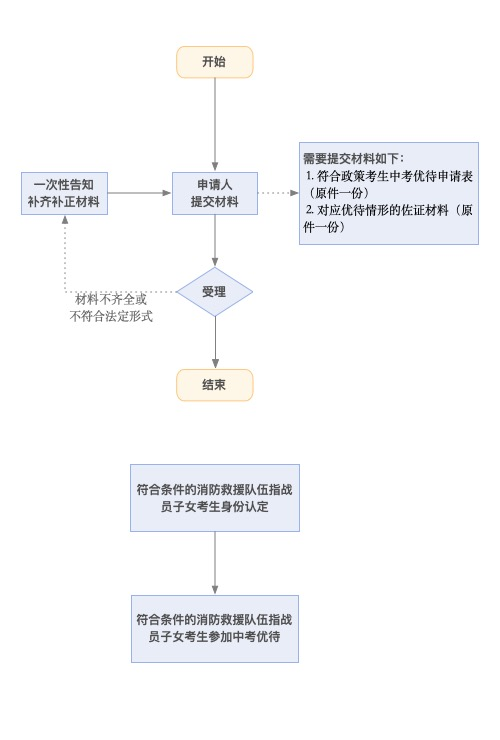 开始
需要提交材料如下：
1. 符合政策考生中考优待申请表
（原件一份）
2. 对应优待情形的佐证材料（原
件一份）
一次性告知
补齐补正材料
申请人
提交材料
受理
材料不齐全或
不符合法定形式
结束
符合条件的消防救援队伍指战
员子女考生身份认定
符合条件的消防救援队伍指战
员子女考生参加中考优待